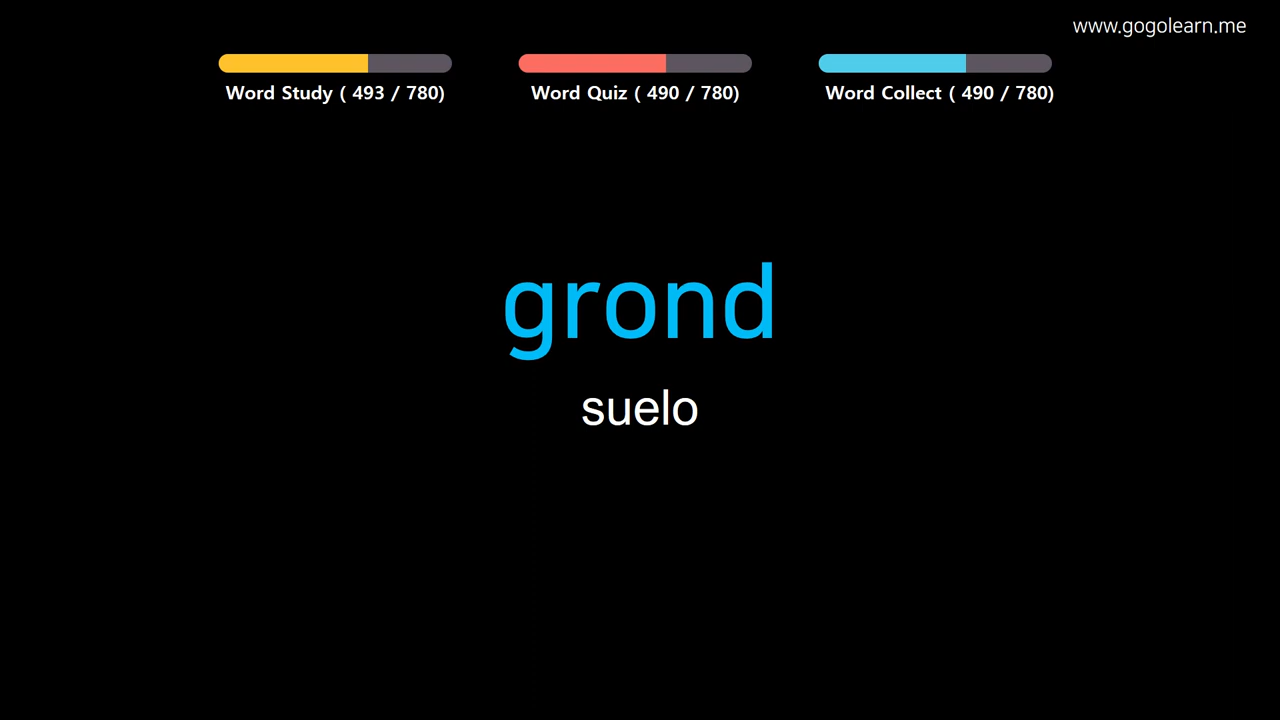 www.gogolearn.me
Word Study ( 493 / 780)
Word Quiz ( 490 / 780)
Word Collect ( 490 / 780)
grond
suelo